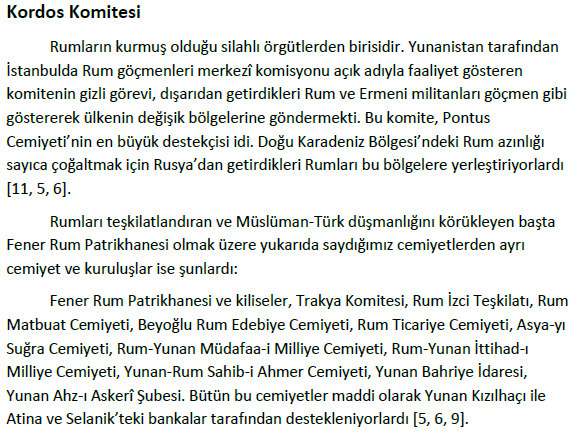 Kordos Komitesi
Rumların kurmuş olduğu silahlı örgütlerden birisidir. Yunanistan tarafından
İstanbulda Rum göçmenleri merkezî komisyonu açık adıyla faaliyet gösteren
komitenin gizli görevi, dışarıdan getirdikleri Rum ve Ermeni militanları göçmen gibi
göstererek ülkenin değişik bölgelerine göndermekti. Bu komite, Pontus
Cemiyeti’nin en büyük destekçisi idi. Doğu Karadeniz Bölgesi’ndeki Rum azınlığı
sayıca çoğaltmak için Rusya’dan getirdikleri Rumları bu bölgelere yerleştiriyorlardı
[11, 5, 6].
Rumları teşkilatlandıran ve Müslüman-Türk düşmanlığını körükleyen başta
Fener Rum Patrikhanesi olmak üzere yukarıda saydığımız cemiyetlerden ayrı
cemiyet ve kuruluşlar ise şunlardı:
Fener Rum Patrikhanesi ve kiliseler, Trakya Komitesi, Rum İzci Teşkilatı, Rum
Matbuat Cemiyeti, Beyoğlu Rum Edebiye Cemiyeti, Rum Ticariye Cemiyeti, Asya-yı
Suğra Cemiyeti, Rum-Yunan Müdafaa-i Milliye Cemiyeti, Rum-Yunan İttihad-ı
Milliye Cemiyeti, Yunan-Rum Sahib-i Ahmer Cemiyeti, Yunan Bahriye İdaresi,
Yunan Ahz-ı Askerî Şubesi. Bütün bu cemiyetler maddi olarak Yunan Kızılhaçı ile
Atina ve Selanik’teki bankalar tarafından destekleniyorlardı [5, 6, 9].